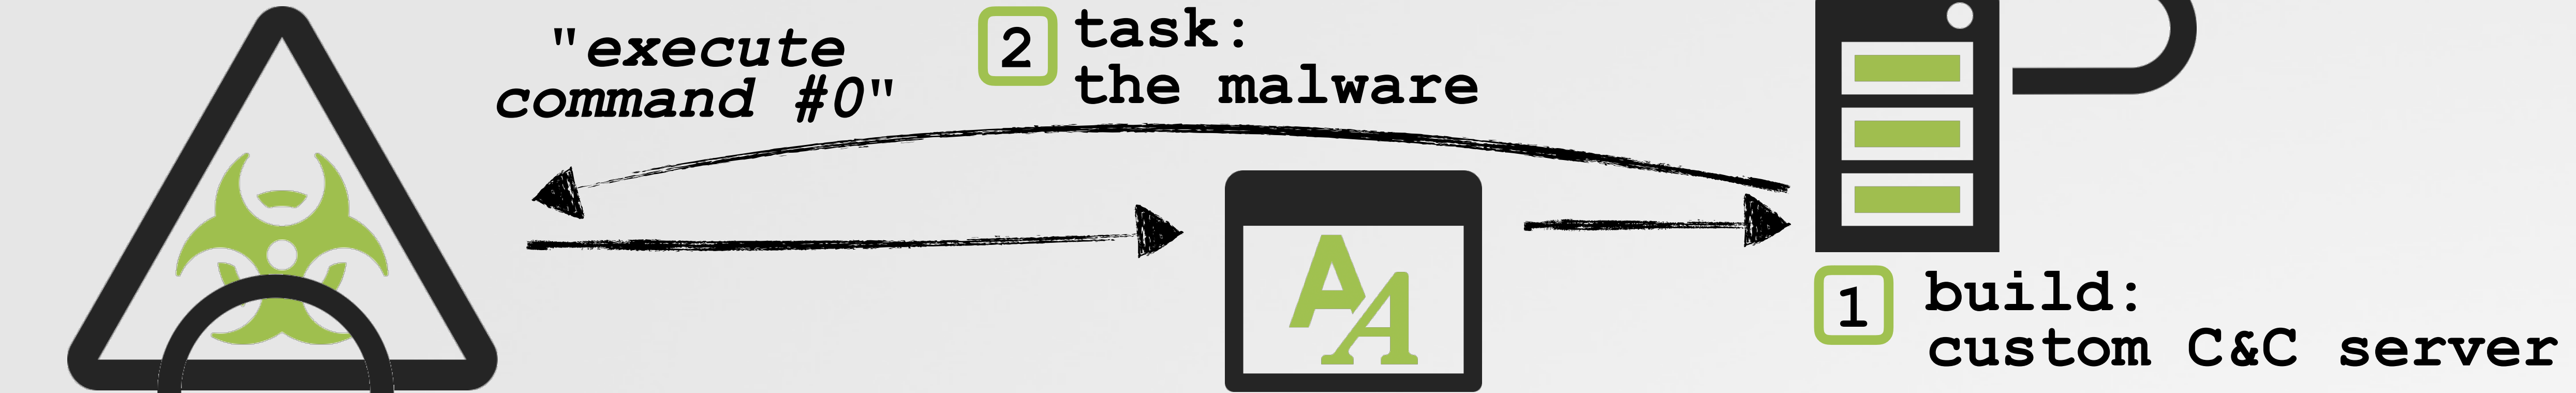 "execute
command #0"
2
task:
the malware
AA
1
build:
custom C&C server